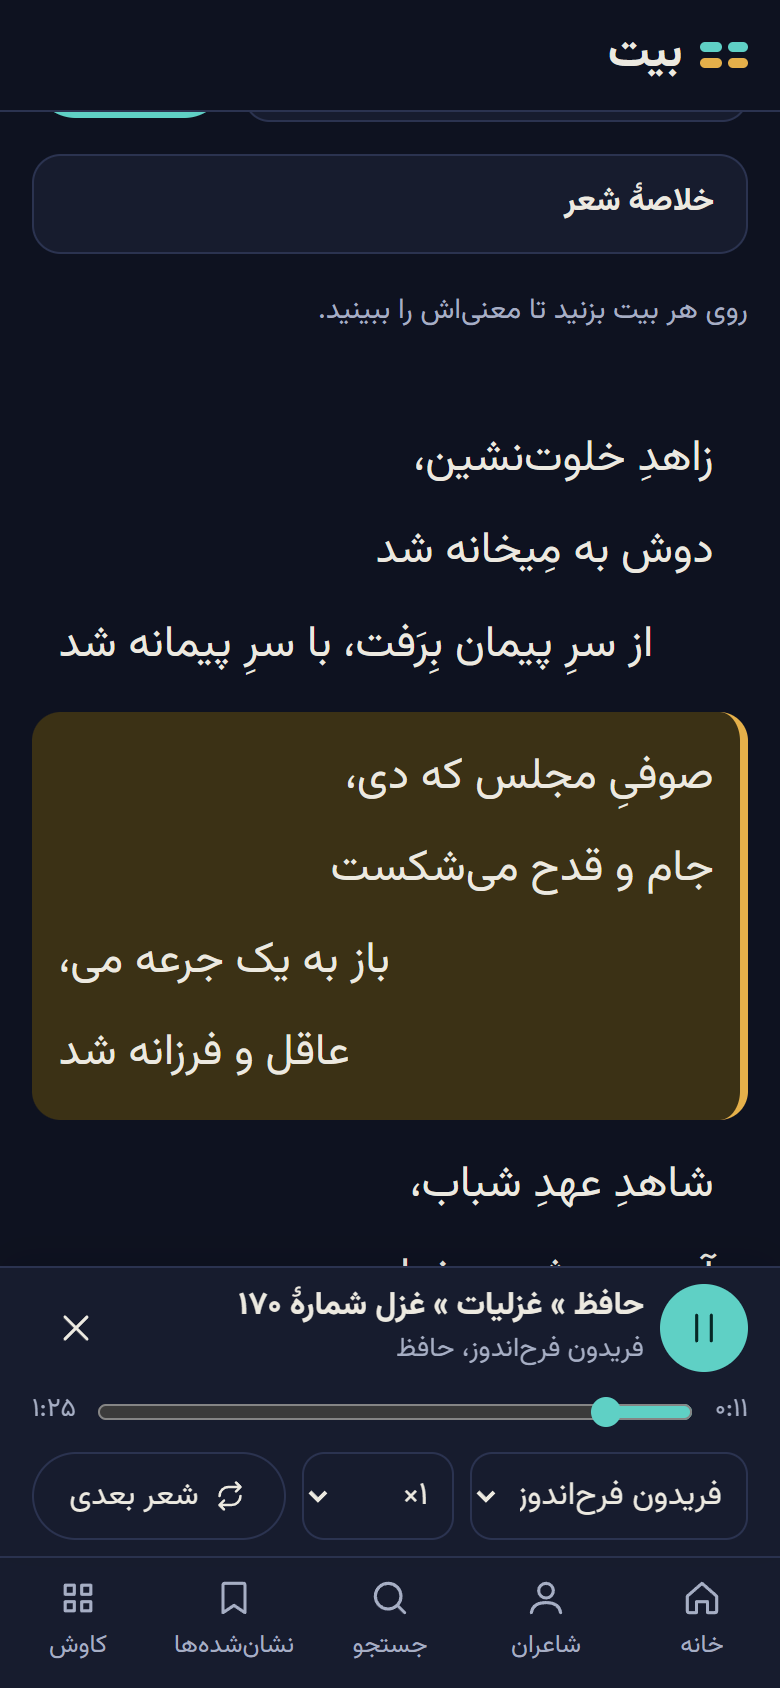 بیت
خلاصهٔ شعر
روی هر بیت بزنید تا معنی‌اش را ببینید.
زاهدِ خلوت‌نشین،
دوش به مِیخانه شد
از سرِ پیمان بِرَفت، با سرِ پیمانه شد
صوفیِ مجلس که دی،
جام و قدح می‌شکست
باز به یک جرعه می،
عاقل و فرزانه شد
شاهدِ عهدِ شباب،
حافظ » غزلیات » غزل شمارهٔ ۱۷۰
فریدون فرح‌اندوز، حافظ
۰:۱۱
۱:۲۵
فریدون فرح‌اندوز
۱×
شعر بعدی
خانه
شاعران
جستجو
نشان‌شده‌ها
کاوش